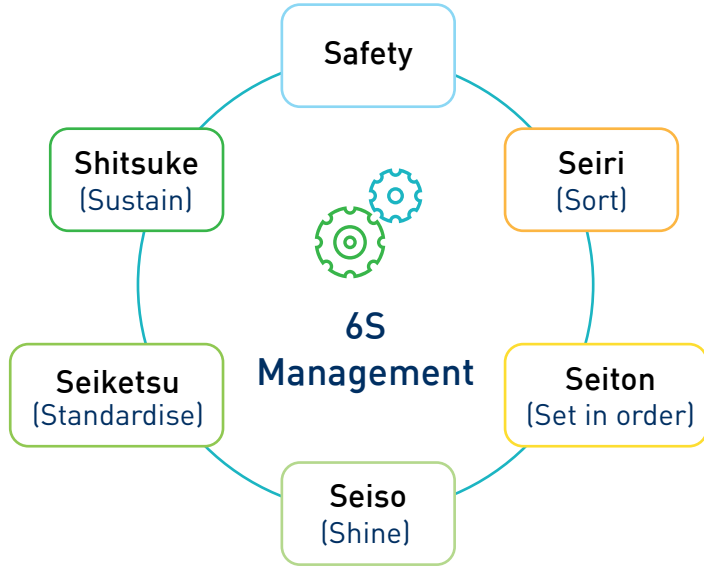 Safety
Seiri
(Sort)
Seiton
(Set in order)
Seiso
(Shine)
Seiketsu
(Standardise)
Shitsuke
(Sustain)
6S
Management